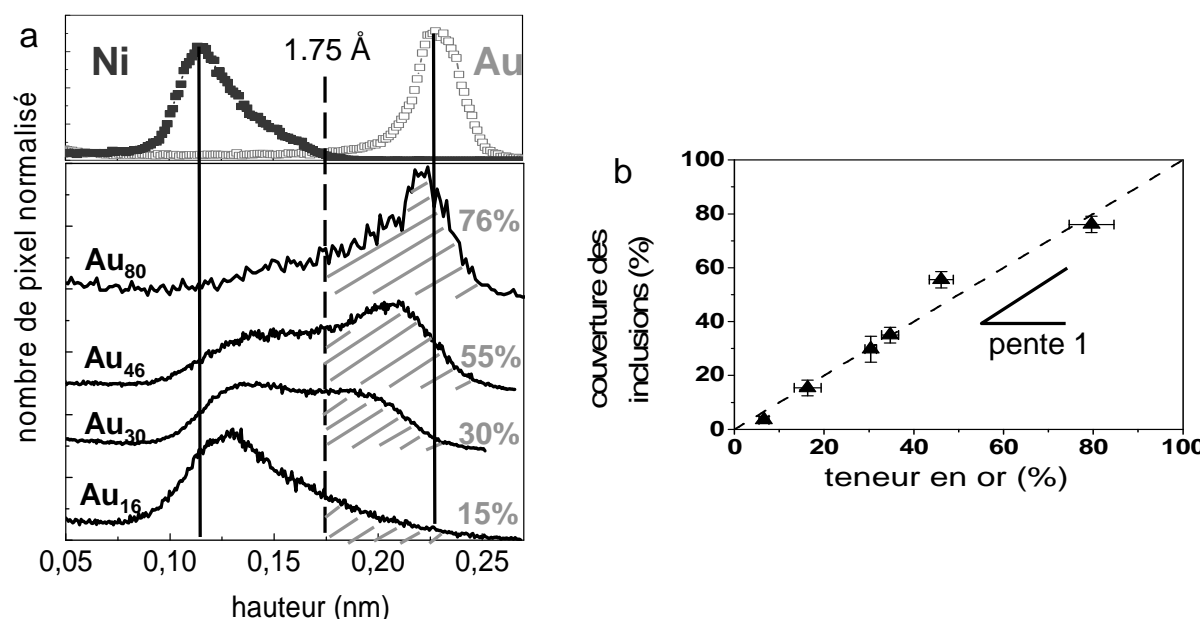 a
Ni
1.75 Å
Au
nombre de pixel normalisé
76%
Au80
Au46
55%
Au30
30%
Au16
15%
0,05 0,10 0,15 0,20 0,25
hauteur (nm)
b
couverture des
inclusions (%)
100
80
60
40
20
0
pente 1
0 20 40 60 80 100
teneur en or (%)